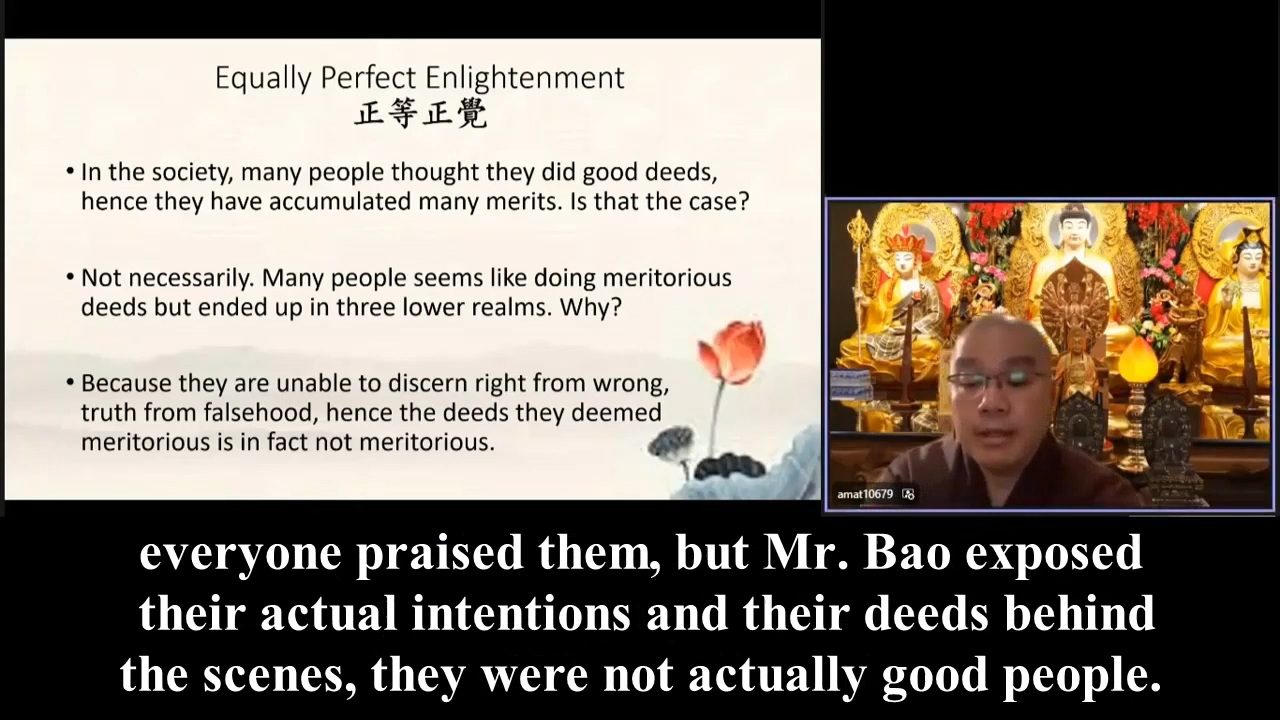 Equally Perfect Enlightenment
正等正覺
• In the society, many people thought they did good deeds,
hence they have accumulated many merits. Is that the case?
• Not necessarily. Many people seems like doing meritorious
deeds but ended up in three lower realms. Why?
• Because they are unable to discern right from wrong,
truth from falsehood, hence the deeds they deemed
meritorious is in fact not meritorious.
amat10679
everyone praised them, but Mr. Bao exposed
their actual intentions and their deeds behind
the scenes, they were not actually good people.